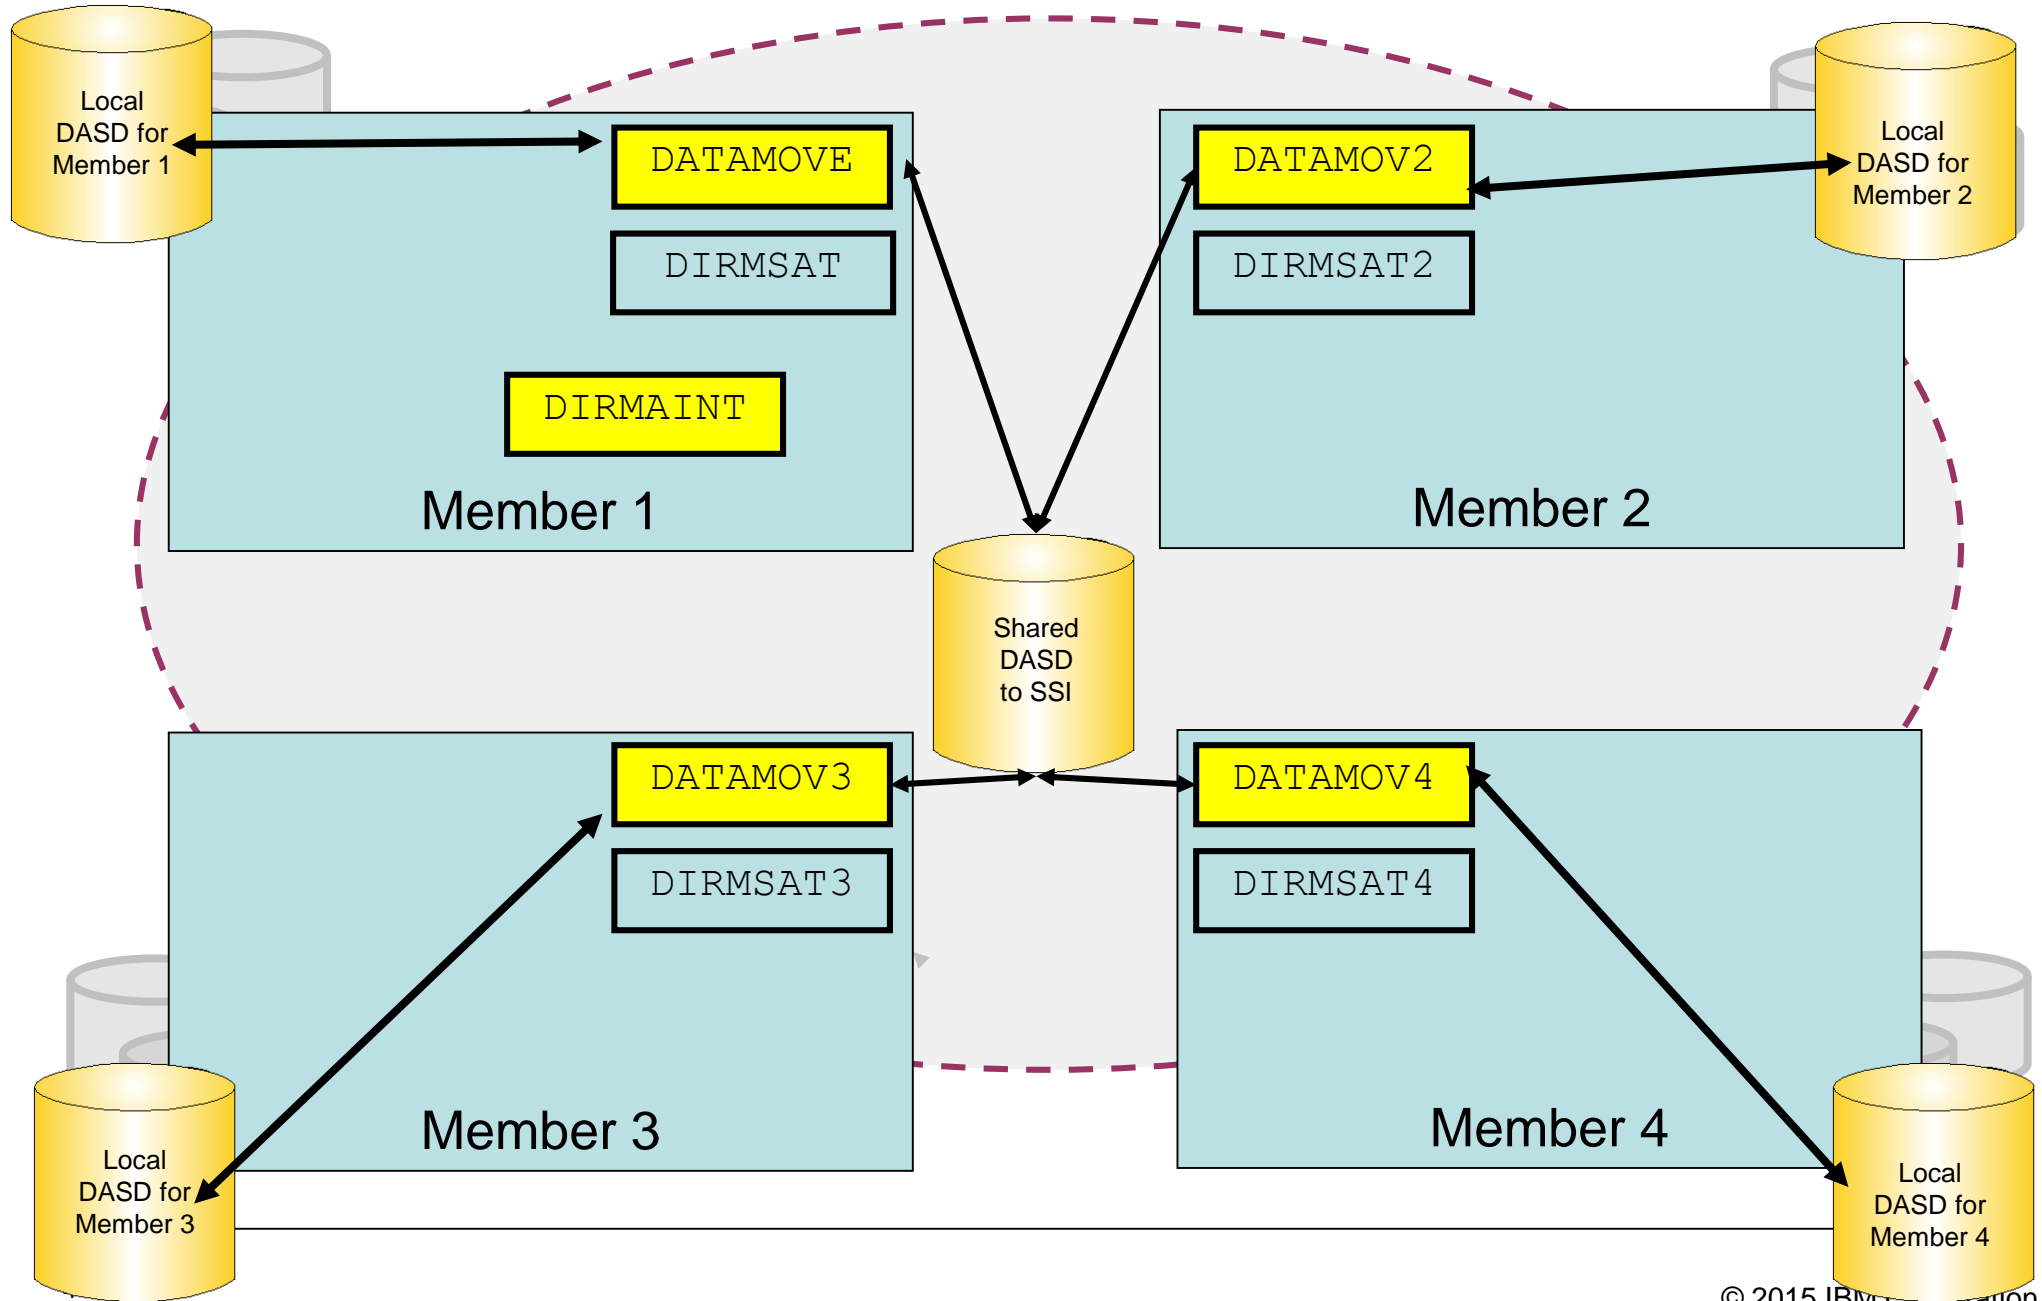 Local
DASD for
Member 1
DATAMOVE
DIRMSAT
DIRMAINT
Member 1
DATAMOV2
DIRMSAT2
Member 2
Local
DASD for
Member 2
Shared
DASD
to SSI
DATAMOV3
DIRMSAT3
Member 3
Local
DASD for
Member 3
DATAMOV4
DIRMSAT4
Member 4
Local
DASD for
Member 4
© 2015 IBM